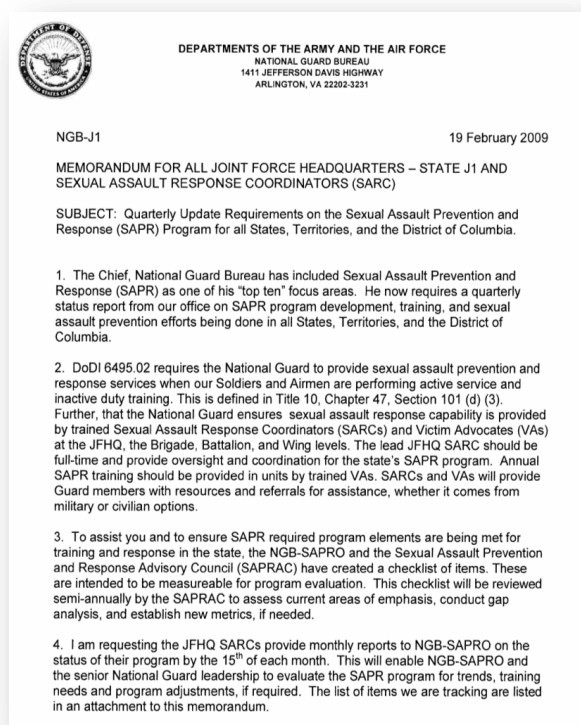 DEPARTMENT OF DEFENSE
UNITED STATES OF AMERICA
DEPARTMENTS OF THE ARMY AND THE AIR FORCE
NATIONAL GUARD BUREAU
1411 JEFFERSON DAVIS HIGHWAY
ARLINGTON, VA 22202-3231
NGB-J1 19 February 2009
MEMORANDUM FOR ALL JOINT FORCE HEADQUARTERS – STATE J1 AND
SEXUAL ASSAULT RESPONSE COORDINATORS (SARC)
SUBJECT: Quarterly Update Requirements on the Sexual Assault Prevention and
Response (SAPR) Program for all States, Territories, and the District of Columbia.
1. The Chief, National Guard Bureau has included Sexual Assault Prevention and
Response (SAPR) as one of his "top ten" focus areas. He now requires a quarterly
status report from our office on SAPR program development, training, and sexual
assault prevention efforts being done in all States, Territories, and the District of
Columbia.
2. DoDI 6495.02 requires the National Guard to provide sexual assault prevention and
response services when our Soldiers and Airmen are performing active service and
inactive duty training. This is defined in Title 10, Chapter 47, Section 101 (d) (3).
Further, that the National Guard ensures sexual assault response capability is provided
by trained Sexual Assault Response Coordinators (SARCs) and Victim Advocates (VAs)
at the JFHQ, the Brigade, Battalion, and Wing levels. The lead JFHQ SARC should be
full-time and provide oversight and coordination for the state's SAPR program. Annual
SAPR training should be provided in units by trained VAs. SARCs and VAs will provide
Guard members with resources and referrals for assistance, whether it comes from
military or civilian options.
3. To assist you and to ensure SAPR required program elements are being met for
training and response in the state, the NGB-SAPRO and the Sexual Assault Prevention
and Response Advisory Council (SAPRAC) have created a checklist of items. These
are intended to be measureable for program evaluation. This checklist will be reviewed
semi-annually by the SAPRAC to assess current areas of emphasis, conduct gap
analysis, and establish new metrics, if needed.
4. I am requesting the JFHQ SARCs provide monthly reports to NGB-SAPRO on the
status of their program by the 15th of each month. This will enable NGB-SAPRO and
the senior National Guard leadership to evaluate the SAPR program for trends, training
needs and program adjustments, if required. The list of items we are tracking are listed
in an attachment to this memorandum.